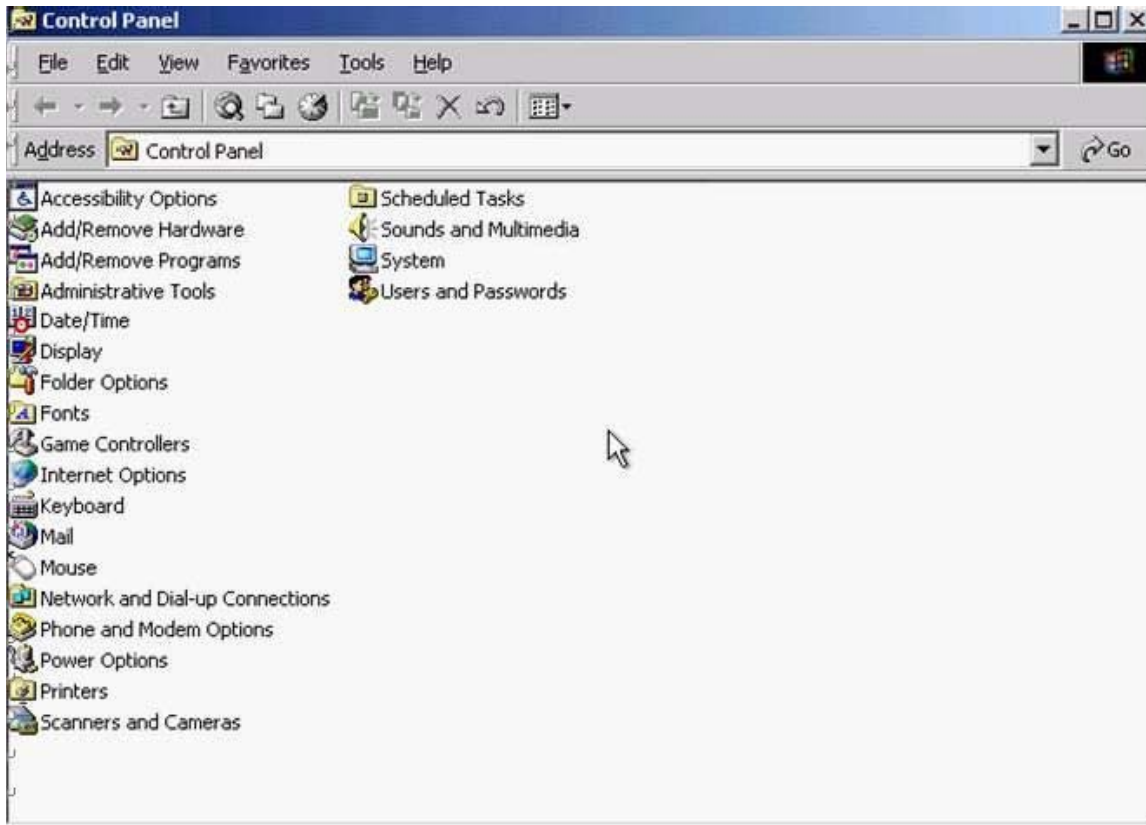 Control Panel
File Edit View Favorites Tools Help
Address Control Panel Go
Accessibility Options
Add/Remove Hardware
Add/Remove Programs
Administrative Tools
Date/Time
Display
Folder Options
Fonts
Game Controllers
Internet Options
Keyboard
Mail
Mouse
Network and Dial-up Connections
Phone and Modem Options
Power Options
Printers
Scanners and Cameras
Scheduled Tasks
Sounds and Multimedia
System
Users and Passwords